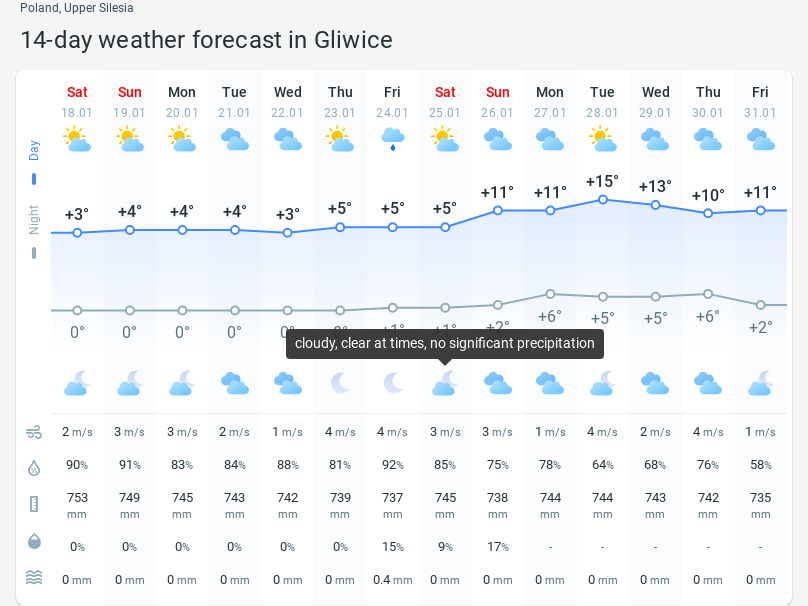 Poland, Upper Silesia
14-day weather forecast in Gliwice
Sat Sun Mon Tue Wed Thu Fri Sat Sun Mon Tue Wed Thu Fri
18.01 19.01 20.01 21.01 22.01 23.01 24.01 25.01 26.01 27.01 28.01 29.01 30.01 31.01
Day
+3° +4° +4° +4° +3° +5° +5° +5° +11° +11° +15° +13° +10° +11°
Night
0° 0° 0° 0° +6° +5° +5° +6° +2°
cloudy, clear at times, no significant precipitation
2 m/s 3 m/s 3 m/s 2 m/s 1 m/s 4 m/s 4 m/s 3 m/s 3 m/s 1 m/s 4 m/s 2 m/s 4 m/s 1 m/s
90% 91% 83% 84% 88% 81% 92% 85% 75% 78% 64% 68% 76% 58%
753 749 745 743 742 739 737 745 738 744 744 743 742 735
mm mm mm mm mm mm mm mm mm mm mm mm mm mm
0% 0% 0% 0% 0% 0% 15% 9% 17% - - - - -
0 mm 0 mm 0 mm 0 mm 0 mm 0 mm 0.4 mm 0 mm 0 mm 0 mm 0 mm 0 mm 0 mm 0 mm